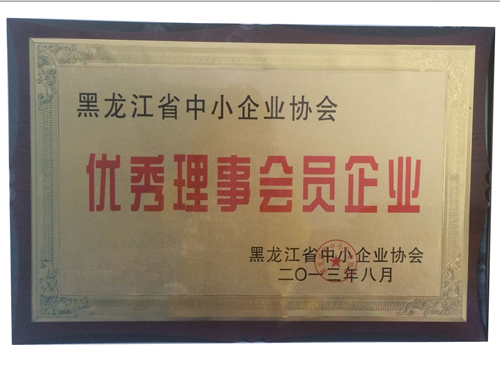 黑龙江省中小企业协会
优秀理事会员企业
黑龙江省中小企业协会
二〇一三年八月